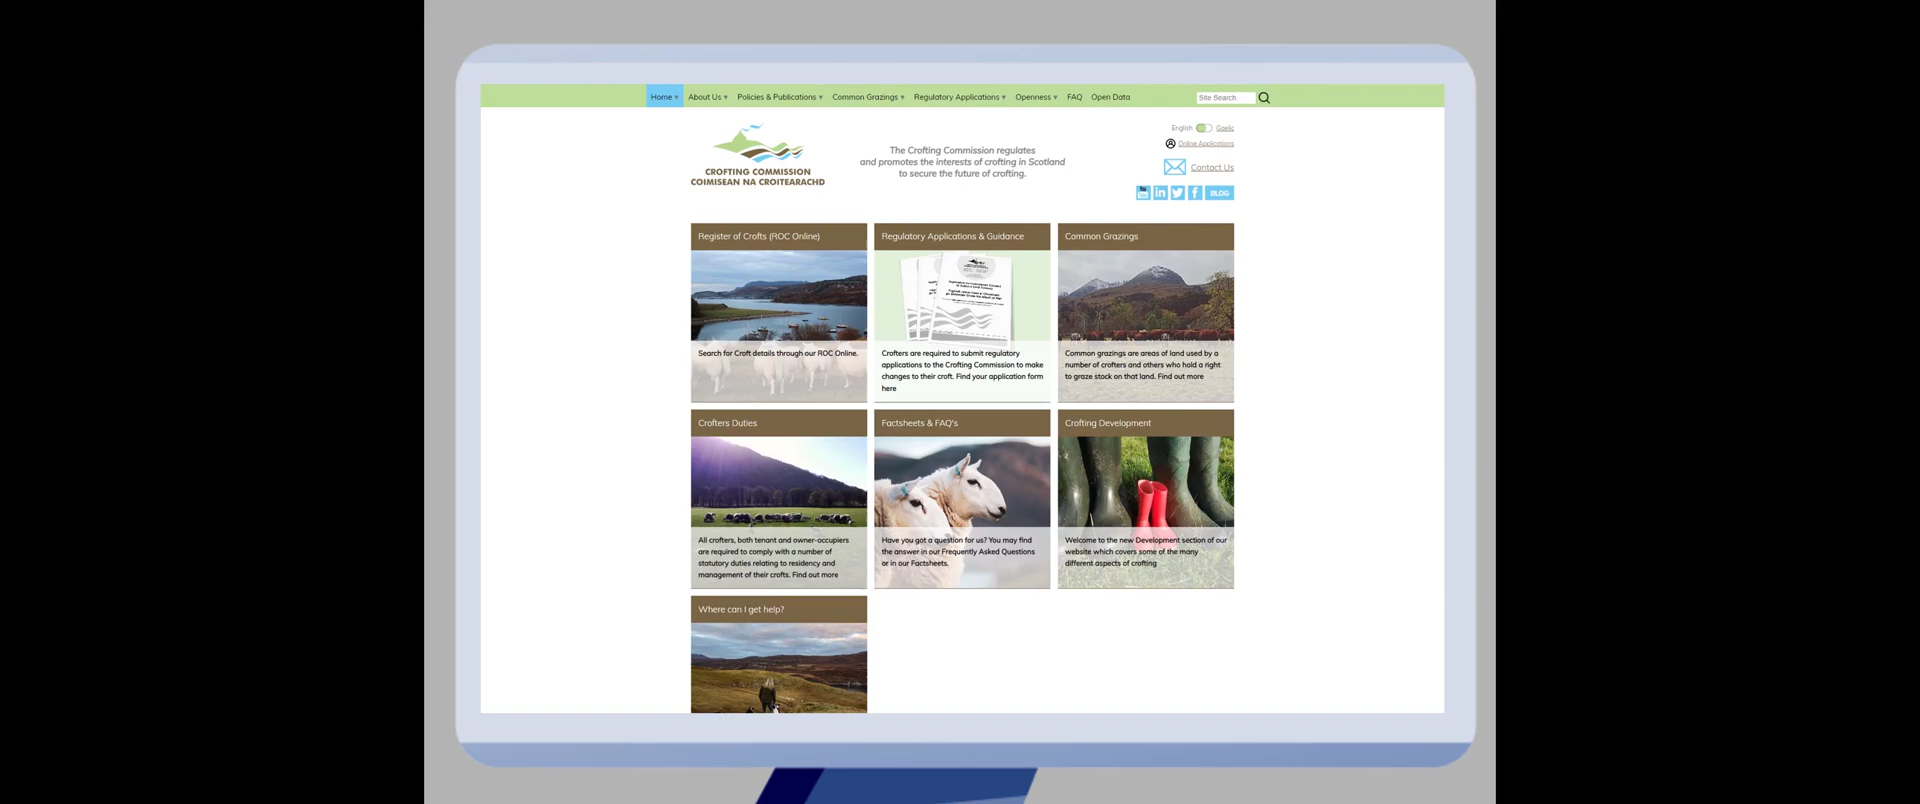 Home About Us Policies & Publications Common Grazings Regulatory Applications Openness FAQ Open Data Site Search
English Gaelic
Online Applications
Contact Us
BLOG
CROFTING COMMISSION
COIMISEAN NA CROITEARACHD
The Crofting Commission regulates
and promotes the interests of crofting in Scotland
to secure the future of crofting.
Register of Crofts (ROC Online)
Search for Croft details through our ROC Online.
Regulatory Applications & Guidance
Crofters are required to submit regulatory
applications to the Crofting Commission to make
changes to their croft. Find your application form
here
Common Grazings
Common grazings are areas of land used by a
number of crofters and others who hold a right
to graze stock on that land. Find out more
Crofters Duties
All crofters, both tenant and owner-occupiers
are required to comply with a number of
statutory duties relating to residency and
management of their crofts. Find out more
Factsheets & FAQ's
Have you got a question for us? You may find
the answer in our Frequently Asked Questions
or in our Factsheets.
Crofting Development
Welcome to the new Development section of our
website which covers some of the many
different aspects of crofting
Where can I get help?